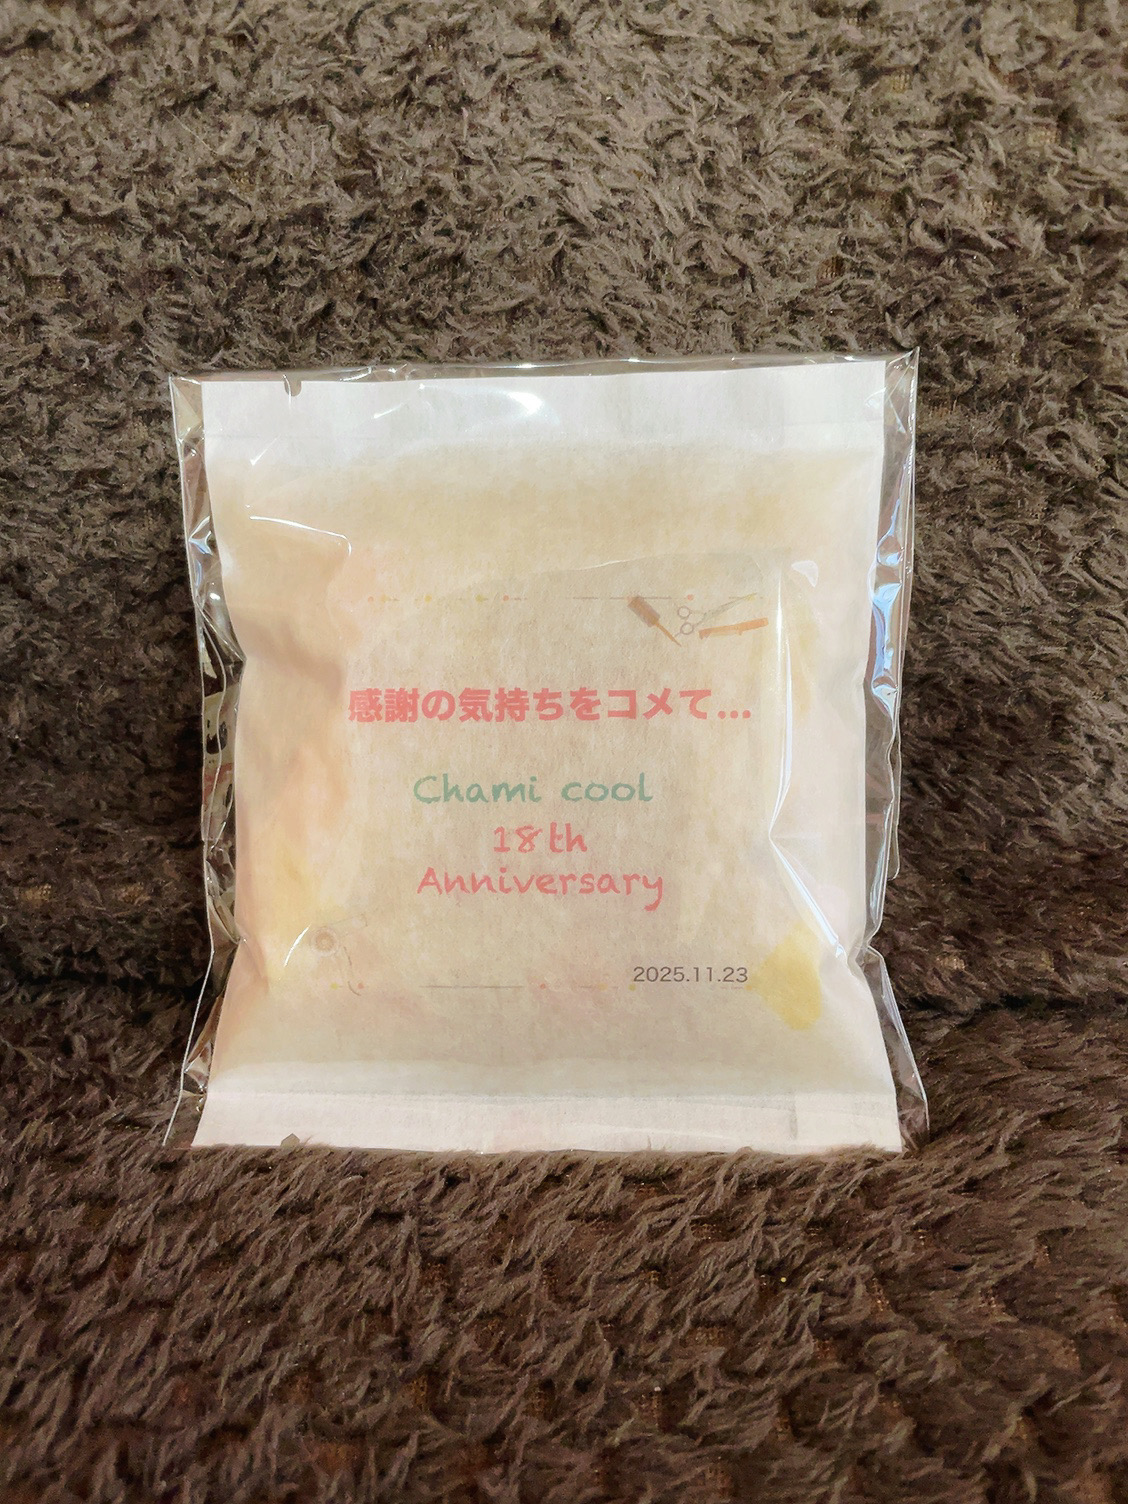 感謝の気持ちをコメて...
Chami cool
18th
Anniversary
2025.11.23